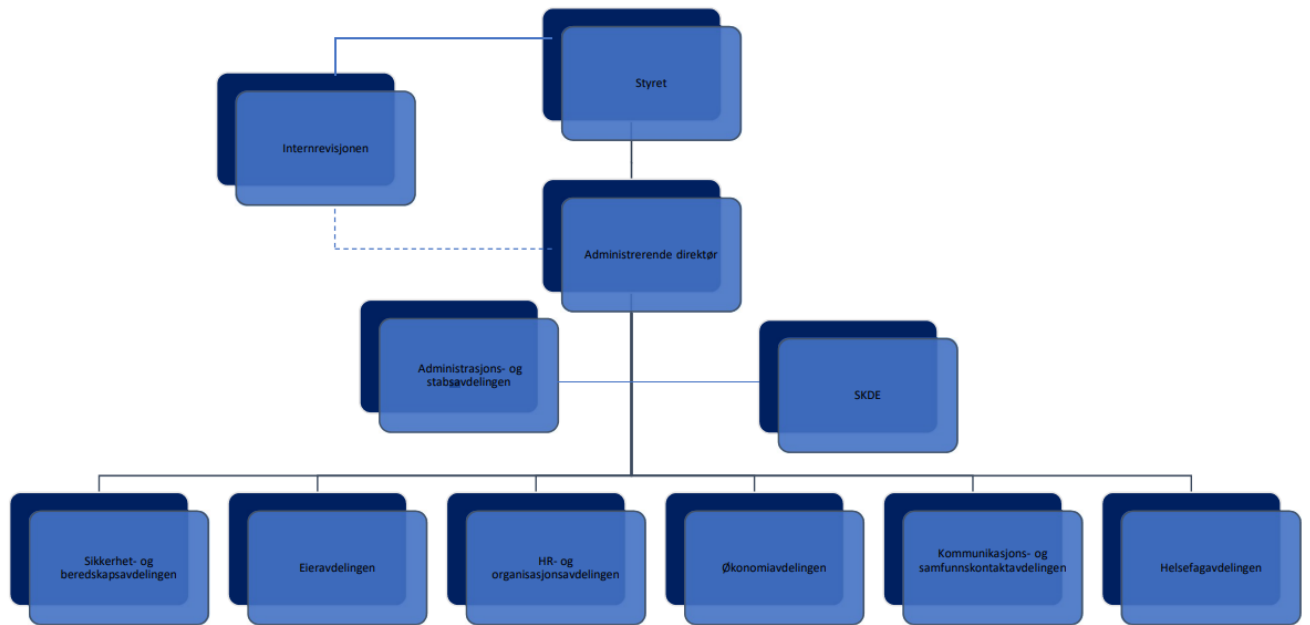 Styret
Internrevisjonen
Administrerende direktør
Administrasjons- og
stabsavdelingen
SKDE
Sikkerhet- og
beredskapsavdelingen
Eieravdelingen
HR- og
organisasjonsavdelingen
Økonomiavdelingen
Kommunikasjons- og
samfunnskontaktavdelingen
Helsefagavdelingen